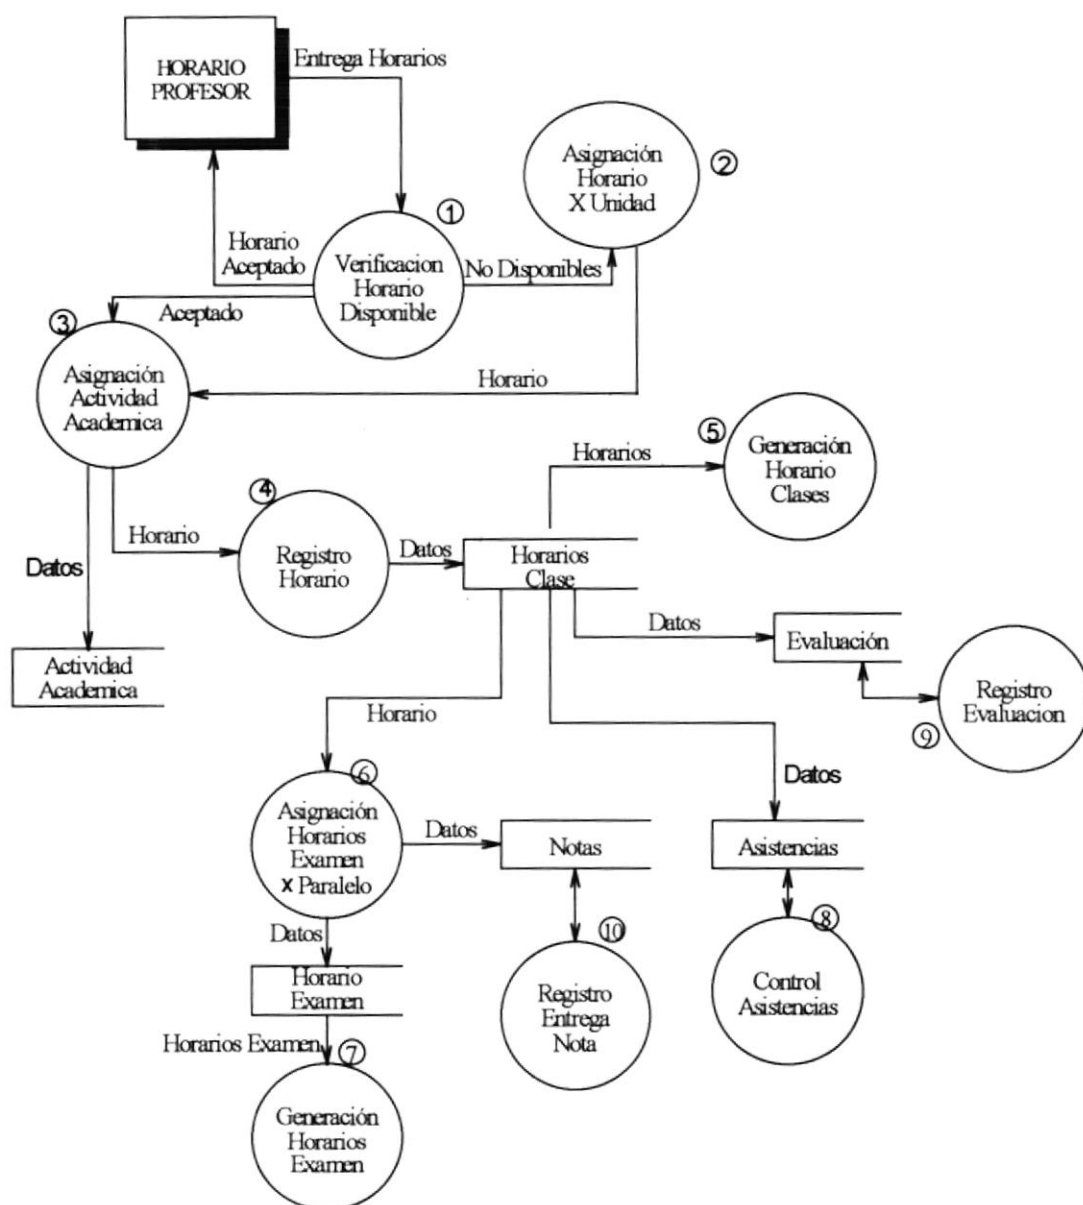 HORARIO
PROFESOR
Entrega Horarios
Asignación
Horario
X Unidad
2
1
Horario
Aceptado
Verificacion
Horario
Disponible
No Disponibles
Aceptado
3
Asignación
Actividad
Academica
Horario
5
Horarios
Generación
Horario
Clases
4
Horario
Registro
Horario
Datos
Horarios
Clase
Datos
Datos
Evaluación
Actividad
Academica
Registro
Evaluacion
9
Horario
Datos
6
Asignación
Horarios
Examen
x Paralelo
Datos
Notas
Asistencias
Datos
10
8
Horario
Examen
Registro
Entrega
Nota
Control
Asistencias
Horarios Examen
7
Generación
Horarios
Examen